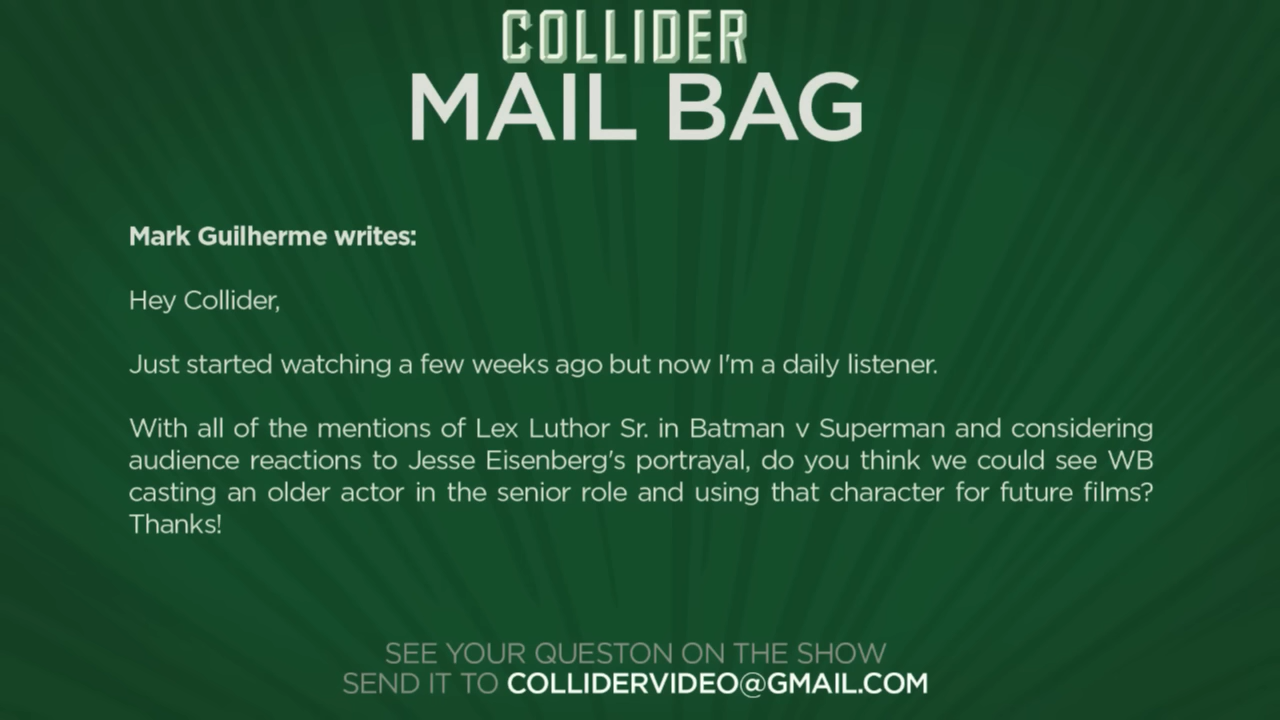 COLLIDER
MAIL BAG
Mark Guilherme writes:
Hey Collider,
Just started watching a few weeks ago but now I'm a daily listener.
With all of the mentions of Lex Luthor Sr. in Batman v Superman and considering
audience reactions to Jesse Eisenberg's portrayal, do you think we could see WB
casting an older actor in the senior role and using that character for future films?
Thanks!
SEE YOUR QUESTON ON THE SHOW
SEND IT TO COLLIDERVIDEO@GMAIL.COM